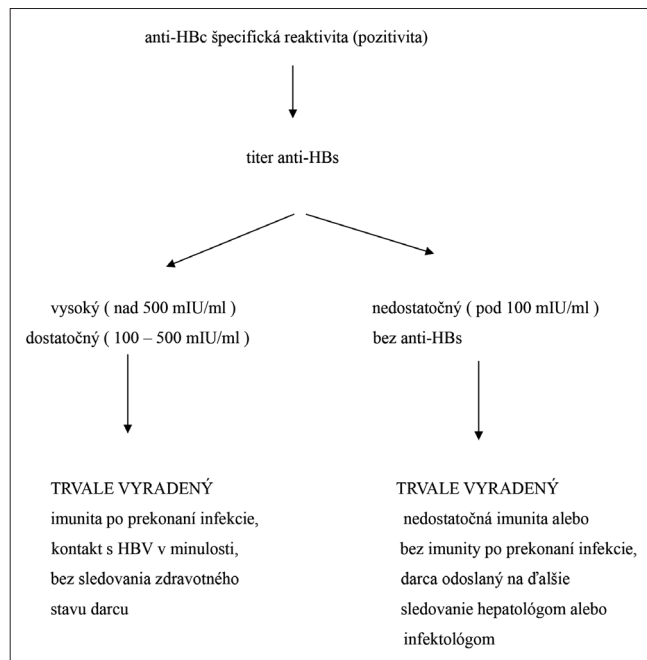 anti-HBc špecifická reaktivita (pozitivita)
titer anti-HBs
vysoký ( nad 500 mIU/ml )
dostatočný ( 100 – 500 mIU/ml )
nedostatočný ( pod 100 mIU/ml )
bez anti-HBs
TRVALE VYRADENÝ
imunita po prekonaní infekcie,
kontakt s HBV v minulosti,
bez sledovania zdravotného
stavu darcu
TRVALE VYRADENÝ
nedostatočná imunita alebo
bez imunity po prekonaní infekcie,
darca odoslaný na ďalšie
sledovanie hepatológom alebo
infektológom